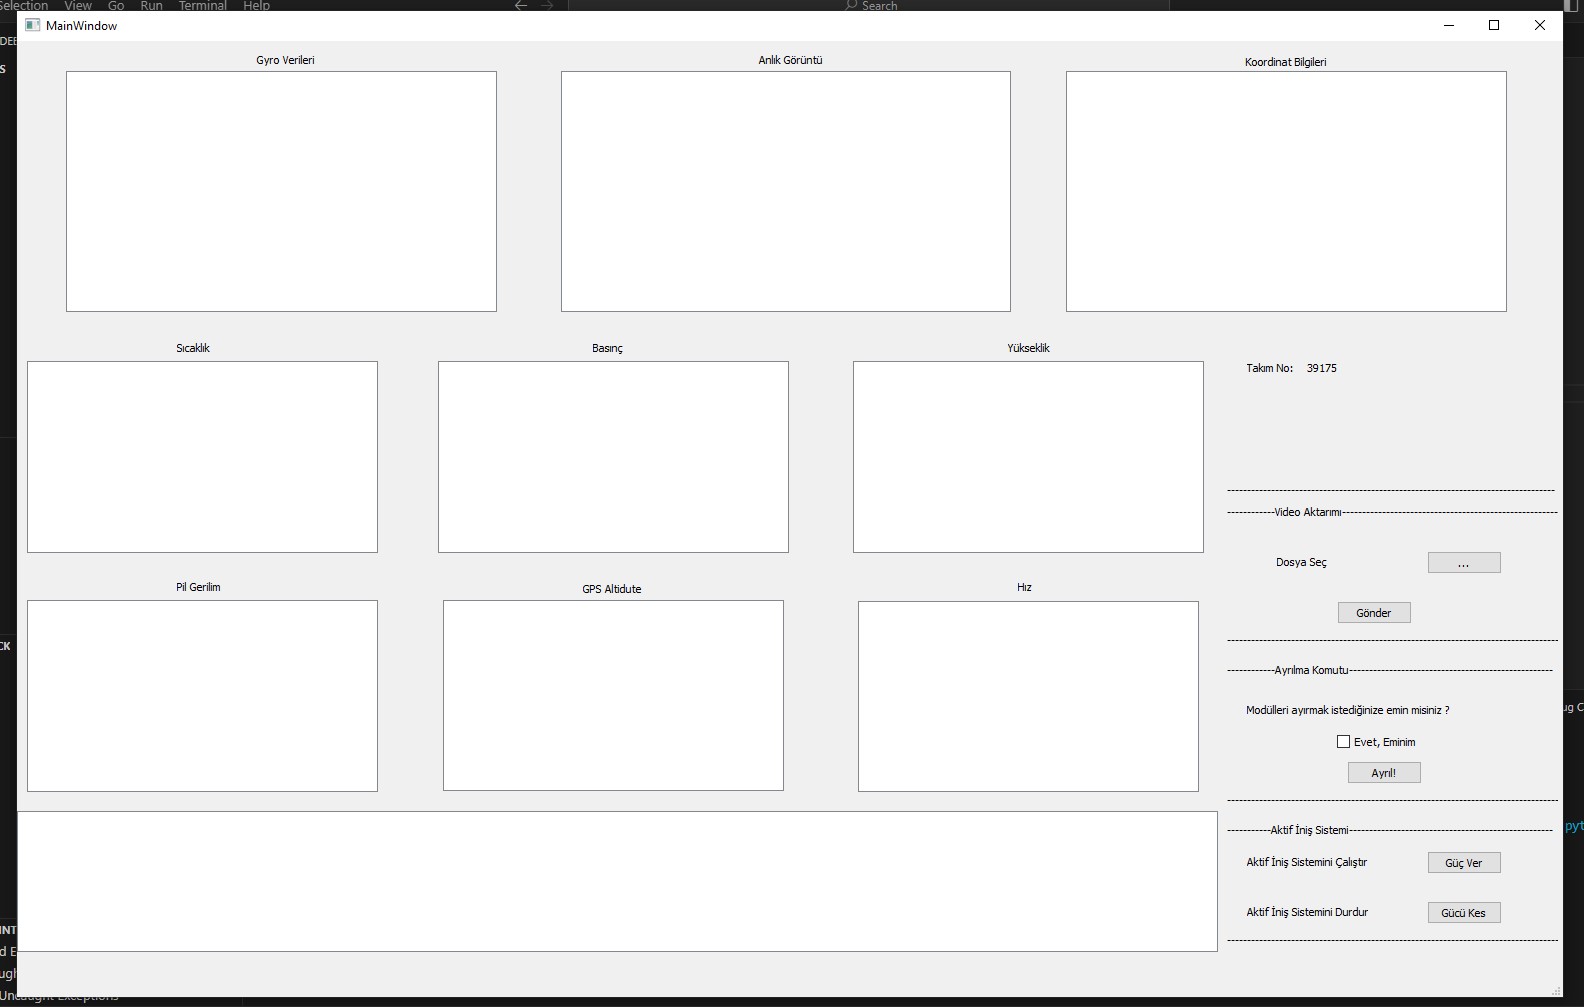 Selection View Go Run Terminal Help Search
MainWindow
Gyro Verileri
Anlık Görüntü
Koordinat Bilgileri
Sıcaklık
Basınç
Yükseklik
Takım No: 39175
Pil Gerilim
GPS Altidute
Hız
------------Video Aktarımı------------------------------------------------------
Dosya Seç
...
Gönder
------------Ayrılma Komutu---------------------------------------------------
Modülleri ayırmak istediğinize emin misiniz ?
Evet, Eminim
Ayrıl!
-----------Aktif İniş Sistemi---------------------------------------------------
Aktif İniş Sistemini Çalıştır
Güç Ver
Aktif İniş Sistemini Durdur
Gücü Kes
Uncaught Exceptions